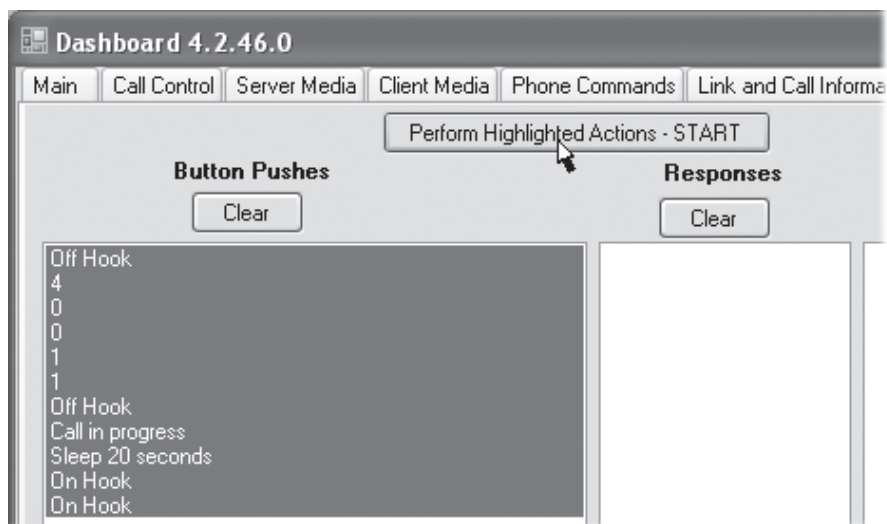 Dashboard 4.2.46.0
Main Call Control Server Media Client Media Phone Commands Link and Call Informa
Perform Highlighted Actions - START
Button Pushes
Clear
Off Hook
4
0
0
1
1
Off Hook
Call in progress
Sleep 20 seconds
On Hook
On Hook
Responses
Clear